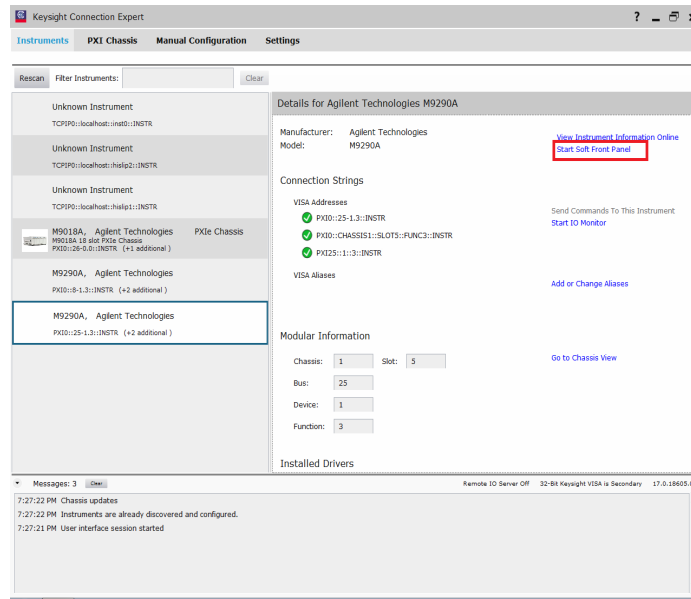 Keysight Connection Expert
Instruments PXI Chassis Manual Configuration Settings
Rescan Filter Instruments: Clear
Unknown Instrument
TCPIP0::localhost::inst0::INSTR
Unknown Instrument
TCPIP0::localhost::hislip2::INSTR
Unknown Instrument
TCPIP0::localhost::hislip1::INSTR
M9018A, Agilent Technologies PXIe Chassis
M9018A 18 slot PXIe Chassis
PXI0::26-0.0::INSTR (+1 additional )
M9290A, Agilent Technologies
PXI0::8-1.3::INSTR (+2 additional )
M9290A, Agilent Technologies
PXI0::25-1.3::INSTR (+2 additional )
Details for Agilent Technologies M9290A
Manufacturer: Agilent Technologies
Model: M9290A
View Instrument Information Online
Start Soft Front Panel
Connection Strings
VISA Addresses
PXI0::25-1.3::INSTR
PXI0::CHASSIS1::SLOT5::FUNC3::INSTR
PXI25::1::3::INSTR
Send Commands To This Instrument
Start IO Monitor
VISA Aliases
Add or Change Aliases
Modular Information
Chassis: 1 Slot: 5
Go to Chassis View
Bus: 25
Device: 1
Function: 3
Installed Drivers
Messages: 3 Clear
Remote IO Server Off 32-Bit Keysight VISA is Secondary 17.0.18605.
7:27:22 PM Chassis updates
7:27:22 PM Instruments are already discovered and configured.
7:27:21 PM User interface session started